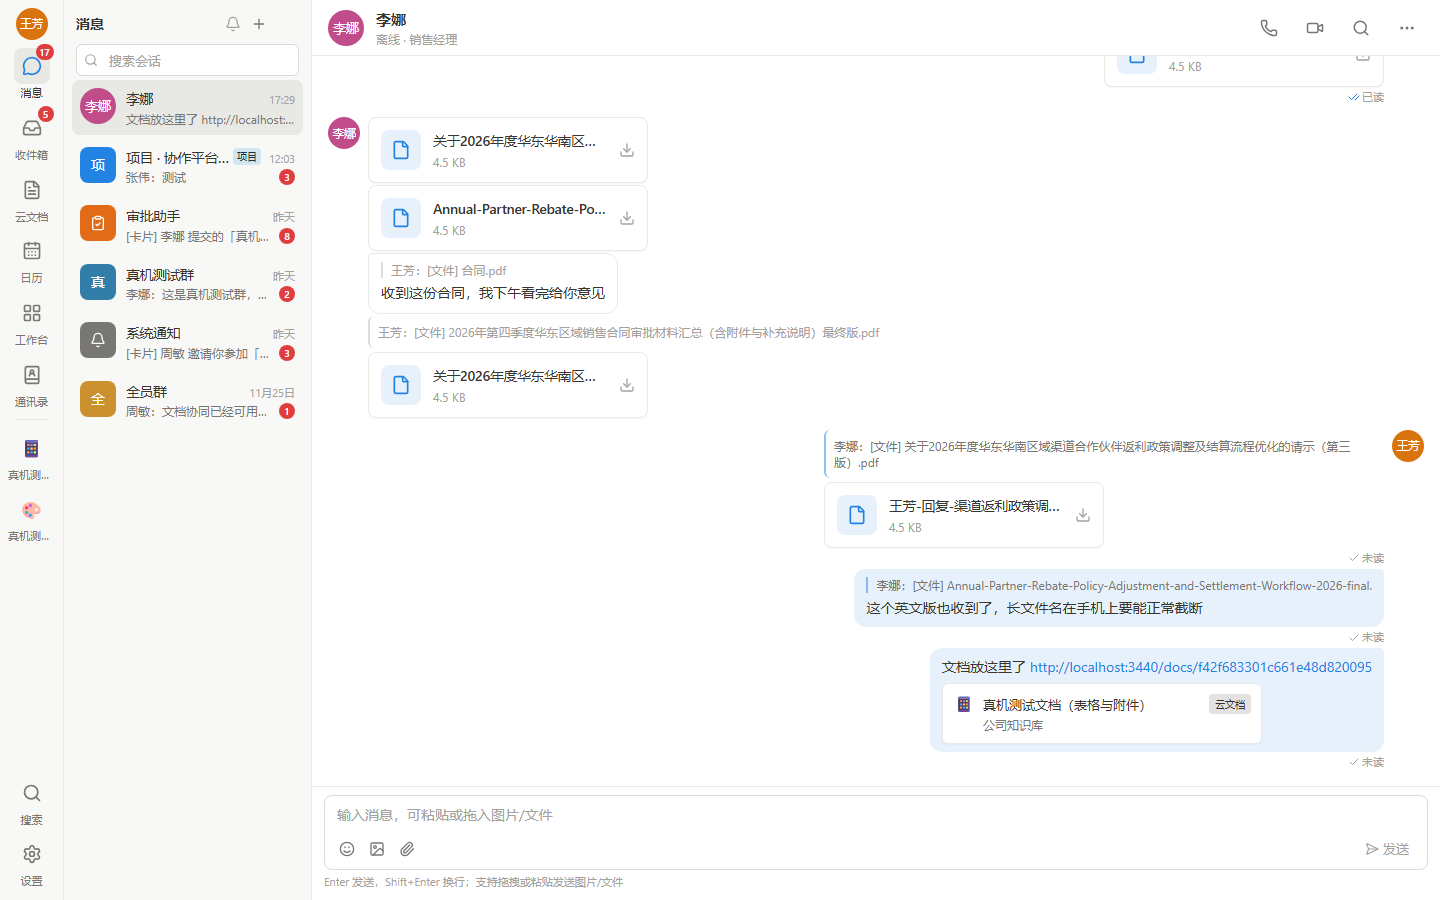 王芳
17
消息
5
收件箱
云文档
日历
工作台
通讯录
真机测...
真机测...
搜索
设置
消息
搜索会话
李娜
李娜
17:29
文档放这里了 http://localhost:...
项
项目 · 协作平台...
项目
12:03
张伟：测试
3
审批助手
昨天
[卡片] 李娜 提交的「真机...
8
真
真机测试群
昨天
李娜：这是真机测试群，...
2
系统通知
昨天
[卡片] 周敏 邀请你参加「...
3
全
全员群
11月25日
周敏：文档协同已经可用...
1
李娜
李娜
离线 · 销售经理
4.5 KB
已读
李娜
关于2026年度华东华南区...
4.5 KB
Annual-Partner-Rebate-Po...
4.5 KB
王芳：[文件] 合同.pdf
收到这份合同，我下午看完给你意见
王芳：[文件] 2026年第四季度华东区域销售合同审批材料汇总（含附件与补充说明）最终版.pdf
关于2026年度华东华南区...
4.5 KB
王芳
李娜：[文件] 关于2026年度华东华南区域渠道合作伙伴返利政策调整及结算流程优化的请示（第三
版）.pdf
王芳-回复-渠道返利政策调...
4.5 KB
未读
李娜：[文件] Annual-Partner-Rebate-Policy-Adjustment-and-Settlement-Workflow-2026-final.
这个英文版也收到了，长文件名在手机上要能正常截断
未读
文档放这里了 http://localhost:3440/docs/f42f683301c661e48d820095
真机测试文档（表格与附件）
云文档
公司知识库
未读
输入消息，可粘贴或拖入图片/文件
发送
Enter 发送，Shift+Enter 换行；支持拖拽或粘贴发送图片/文件